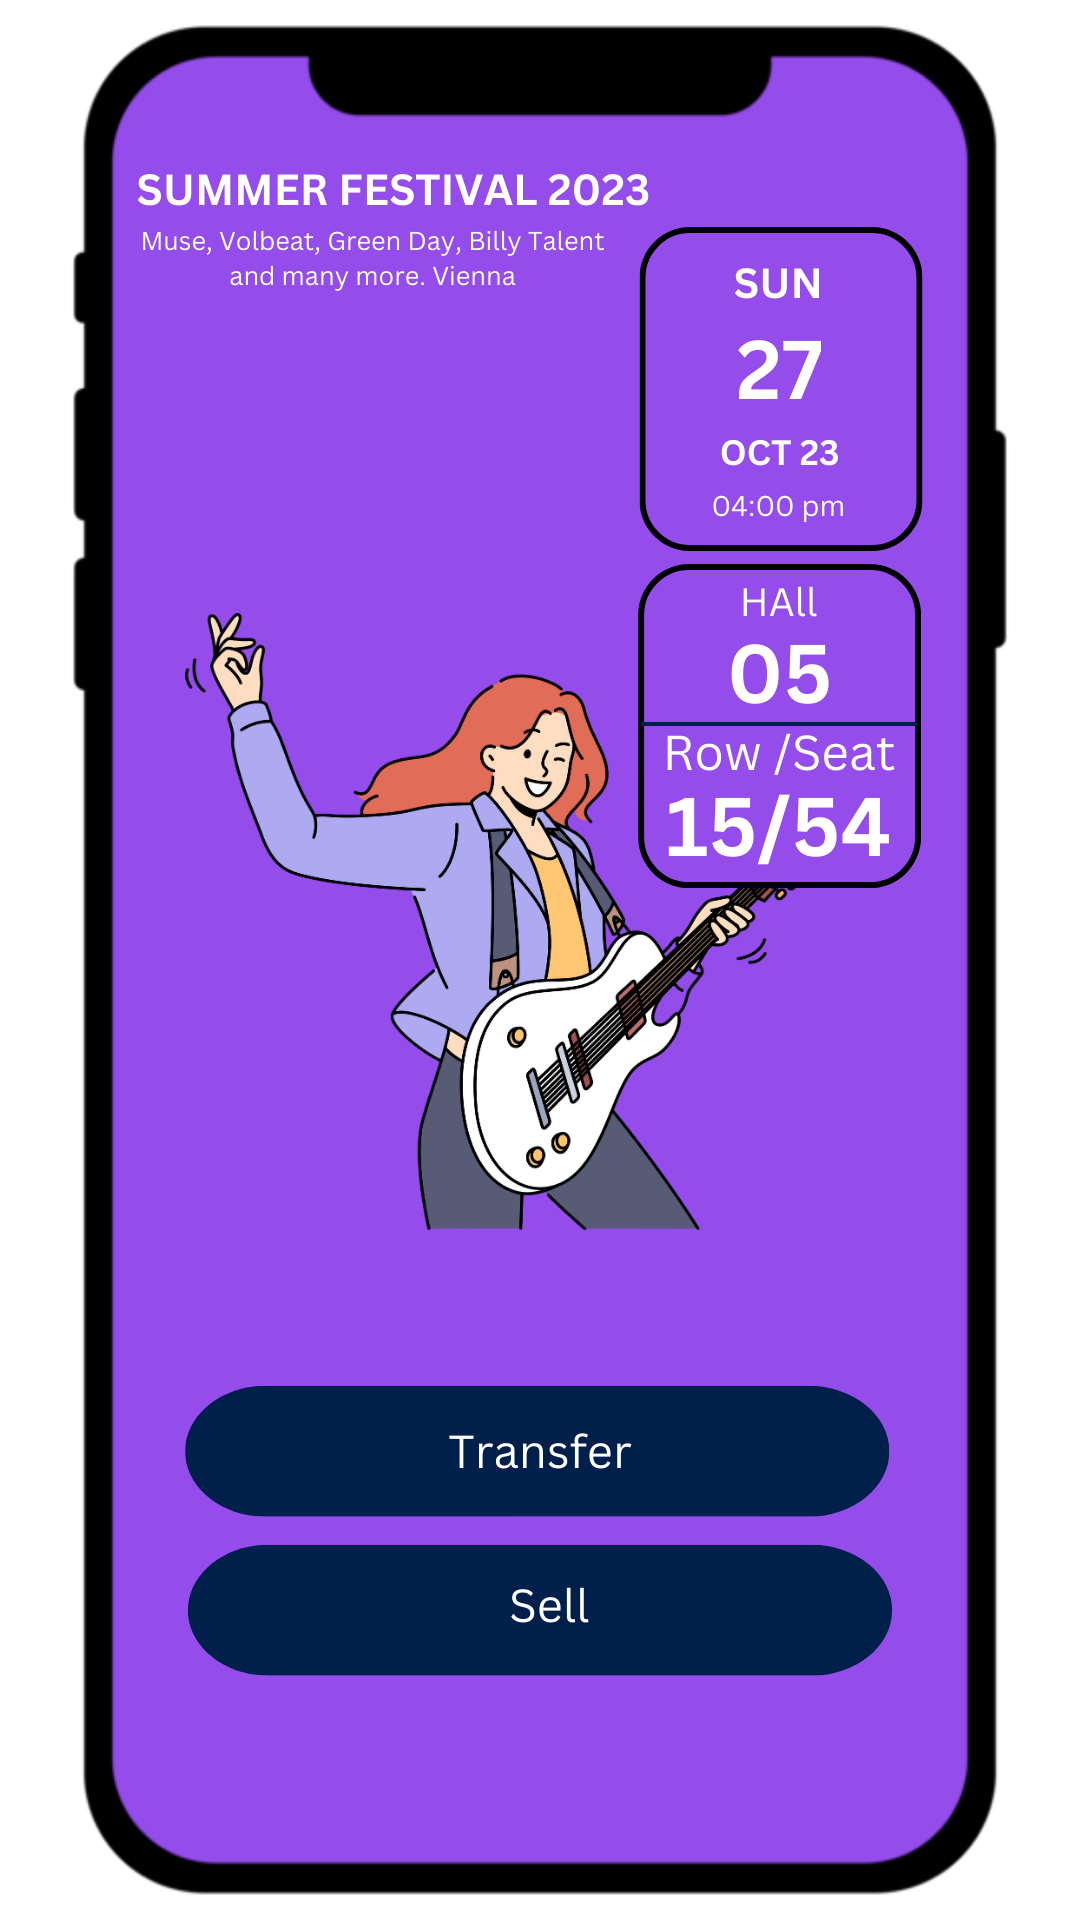 SUMMER FESTIVAL 2023
Muse, Volbeat, Green Day, Billy Talent
and many more. Vienna
SUN
27
OCT 23
04:00 pm
HAll
05
Row /Seat
15/54
Transfer
Sell